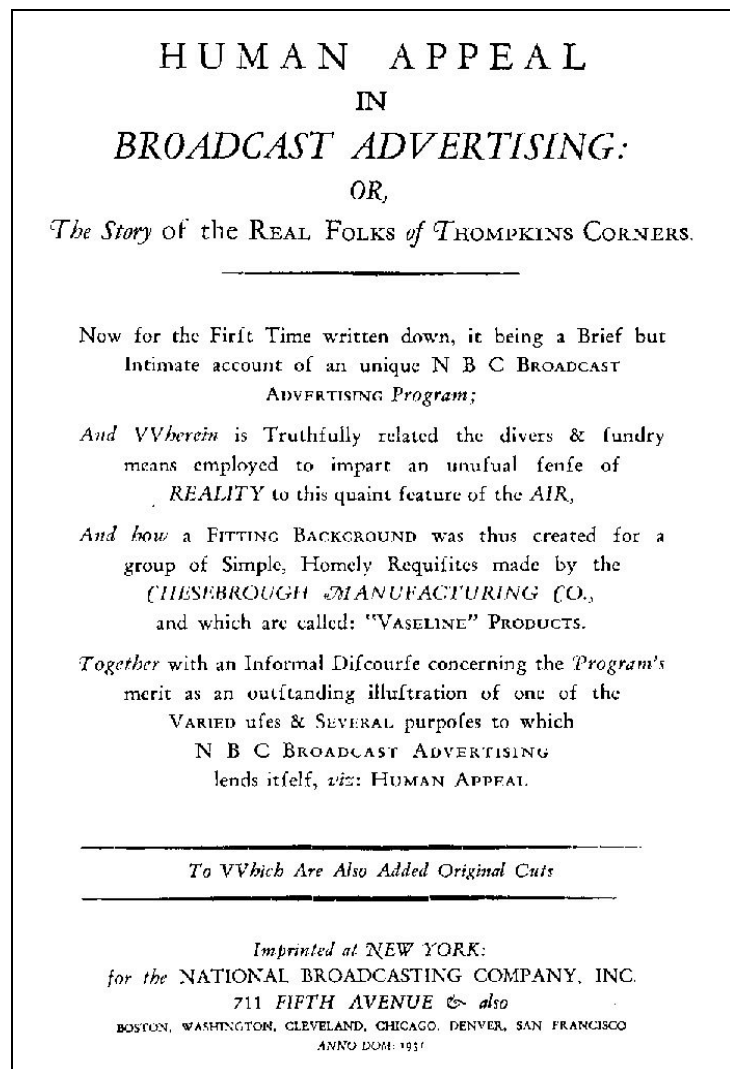 HUMAN APPEAL
IN
BROADCAST ADVERTISING:
OR,
The Story of the REAL FOLKS of THOMPKINS CORNERS.
Now for the Firſt Time written down, it being a Brief but
Intimate account of an unique N B C BROADCAST
ADVERTISING Program;
And VVherein is Truthfully related the divers & ſundry
means employed to impart an unuſual ſenſe of
REALITY to this quaint feature of the AIR,
And how a FITTING BACKGROUND was thus created for a
group of Simple, Homely Requiſites made by the
CHESEBROUGH MANUFACTURING CO.,
and which are called: "VASELINE" PRODUCTS.
Together with an Informal Diſcourſe concerning the Program's
merit as an outſtanding illuſtration of one of the
VARIED uſes & SEVERAL purpoſes to which
N B C BROADCAST ADVERTISING
lends itſelf, viz: HUMAN APPEAL
To VVhich Are Also Added Original Cuts
Imprinted at NEW YORK:
for the NATIONAL BROADCASTING COMPANY, INC.
711 FIFTH AVENUE & also
BOSTON, WASHINGTON, CLEVELAND, CHICAGO, DENVER, SAN FRANCISCO
ANNO DOM: 1931